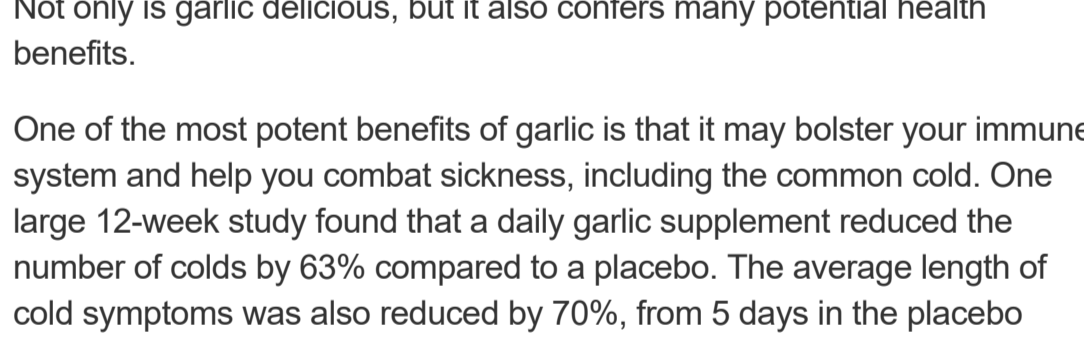 Not only is garlic delicious, but it also confers many potential health
benefits.
One of the most potent benefits of garlic is that it may bolster your immune
system and help you combat sickness, including the common cold. One
large 12-week study found that a daily garlic supplement reduced the
number of colds by 63% compared to a placebo. The average length of
cold symptoms was also reduced by 70%, from 5 days in the placebo